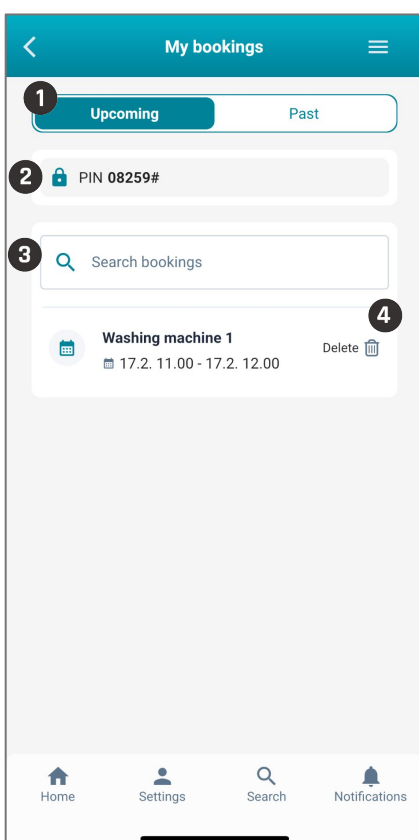 My bookings
1
Upcoming Past
2 PIN 08259#
3 Search bookings
4
Washing machine 1
17.2. 11.00 - 17.2. 12.00
Delete
Home Settings Search Notifications